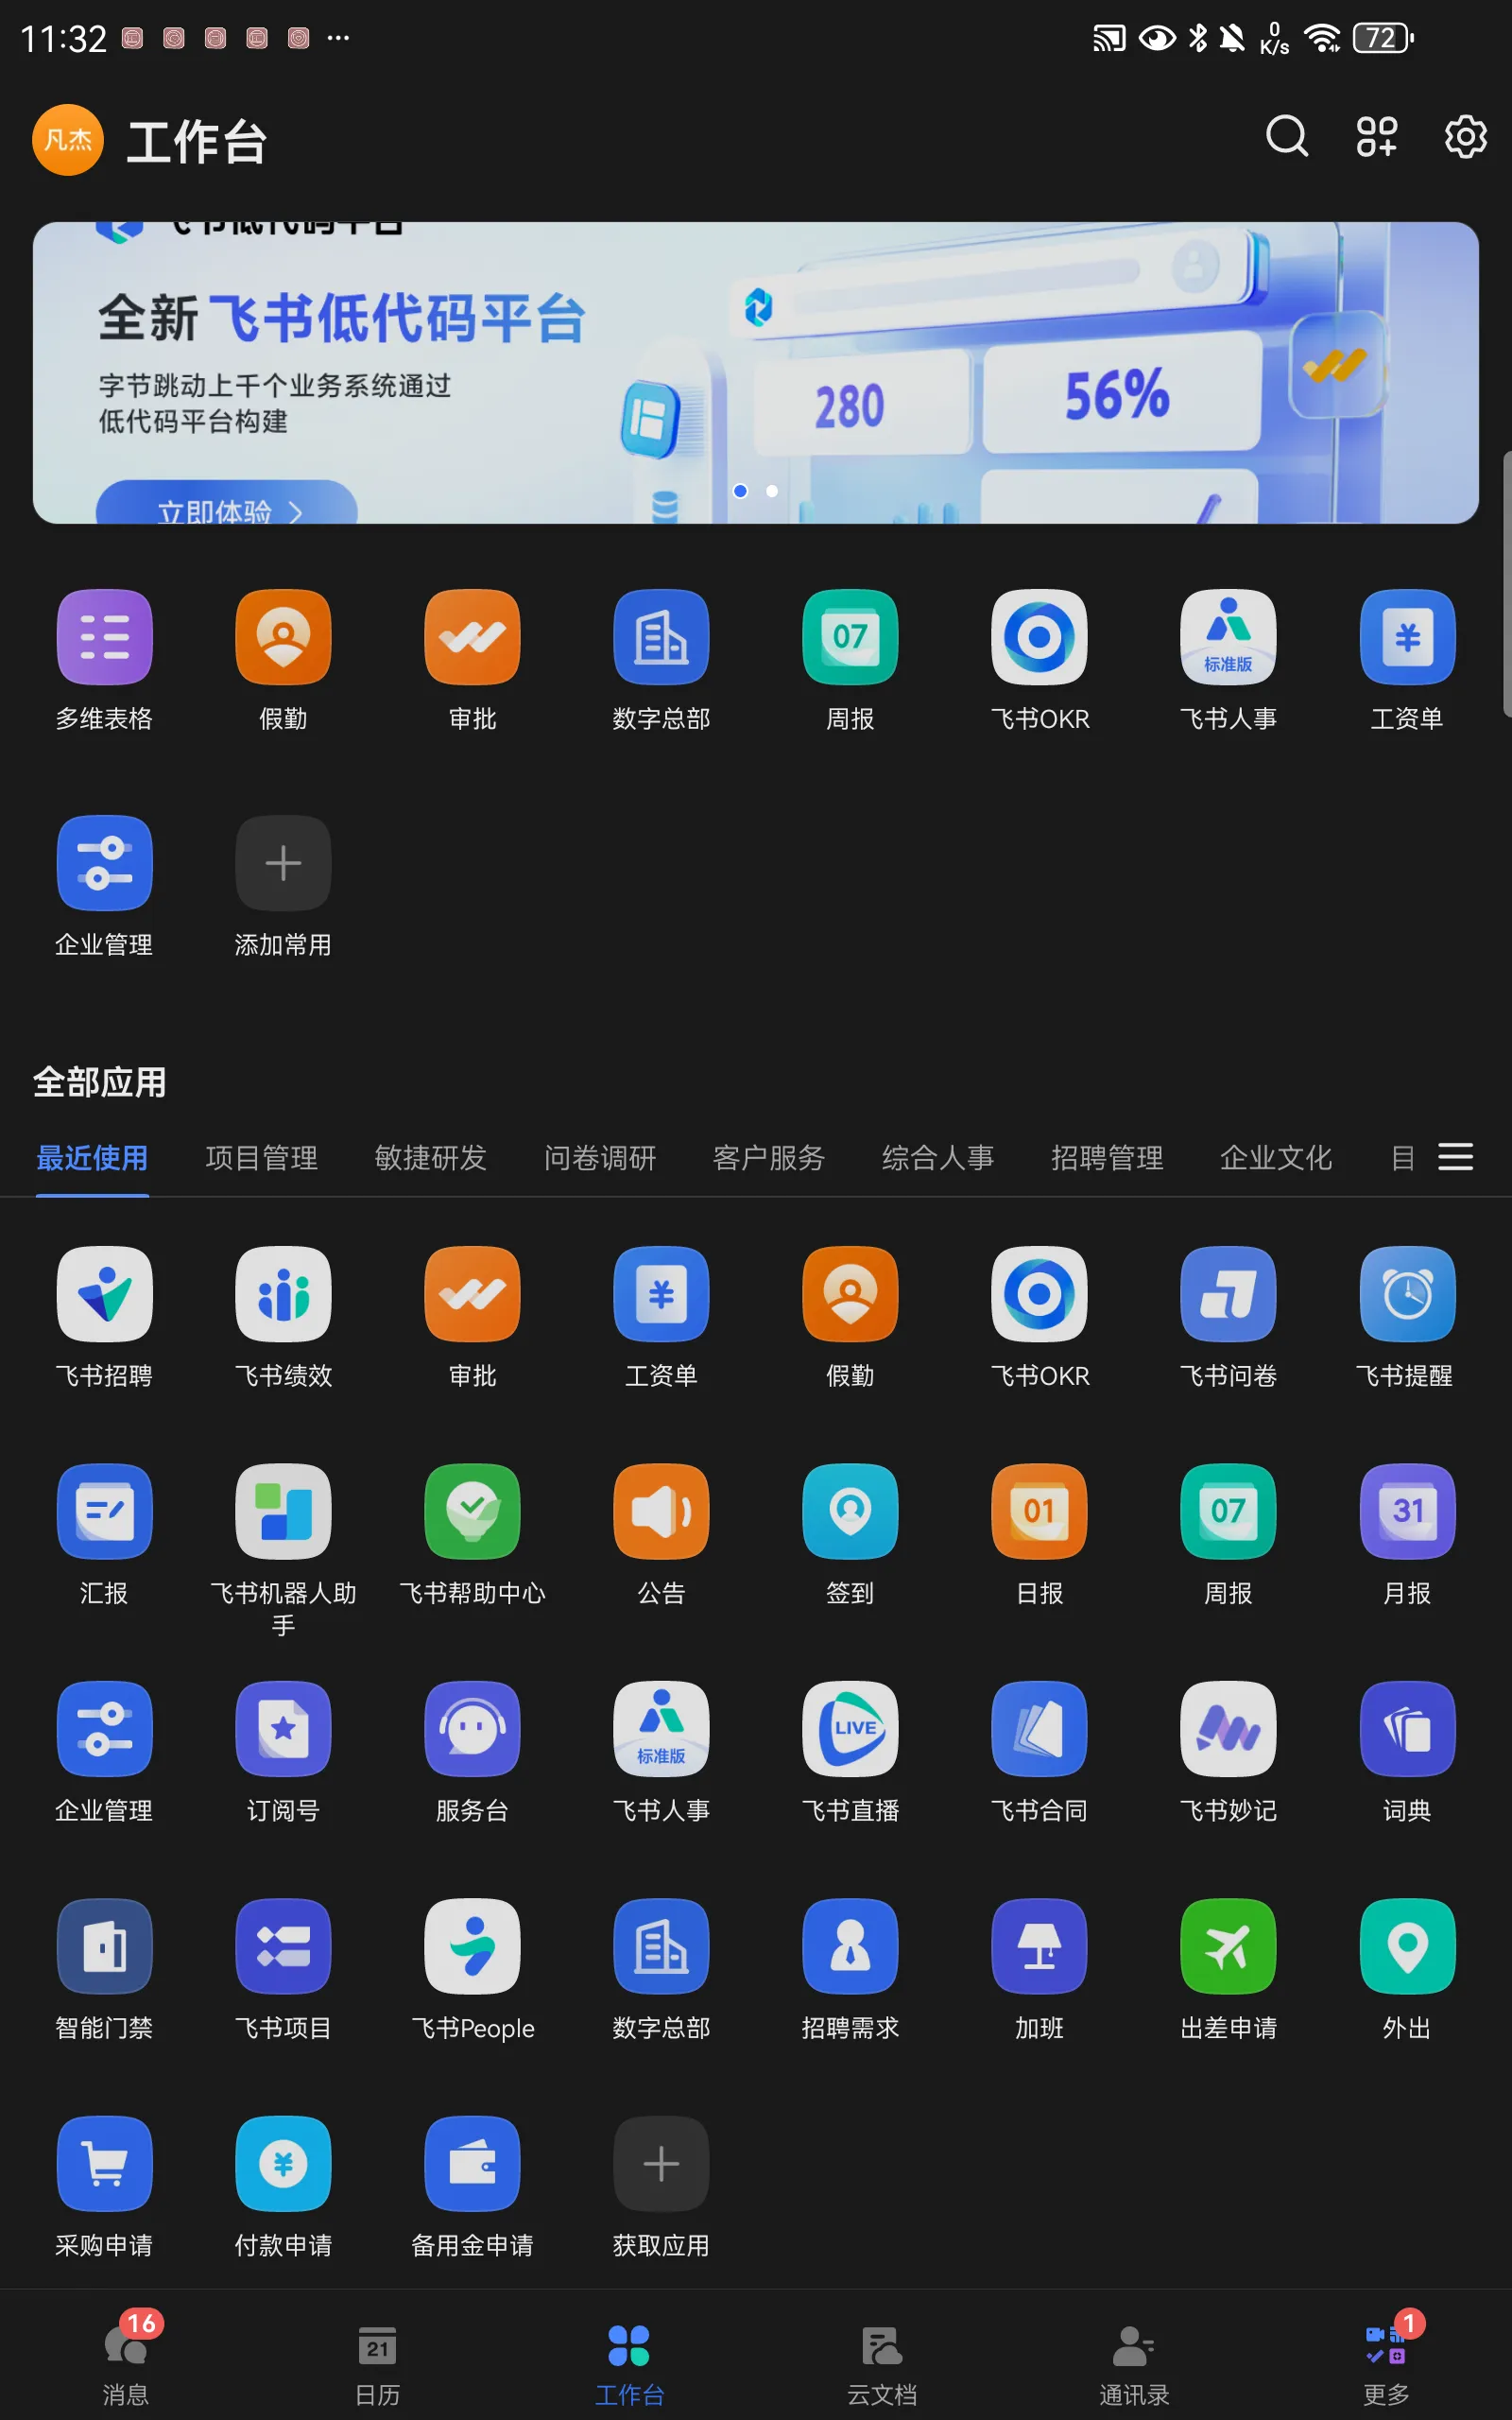 11:32
0
K/s
72
凡杰
工作台
飞书低代码平台
全新飞书低代码平台
字节跳动上千个业务系统通过
低代码平台构建
280
56%
立即体验
07
标准版
多维表格 假勤 审批 数字总部 周报 飞书OKR 飞书人事 工资单
企业管理 添加常用
全部应用
最近使用 项目管理 敏捷研发 问卷调研 客户服务 综合人事 招聘管理 企业文化 目
飞书招聘 飞书绩效 审批 工资单 假勤 飞书OKR 飞书问卷 飞书提醒
01 07 31
汇报 飞书机器人助手 飞书帮助中心 公告 签到 日报 周报 月报
标准版 LIVE
企业管理 订阅号 服务台 飞书人事 飞书直播 飞书合同 飞书妙记 词典
智能门禁 飞书项目 飞书People 数字总部 招聘需求 加班 出差申请 外出
采购申请 付款申请 备用金申请 获取应用
16 21 1
消息 日历 工作台 云文档 通讯录 更多